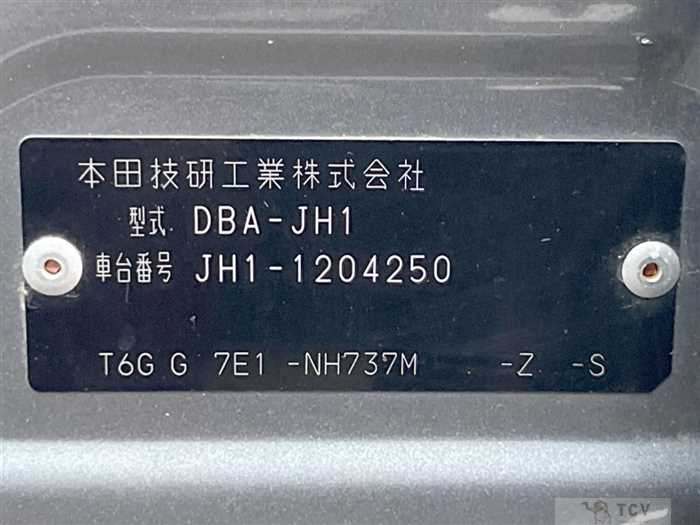 本田技研工業株式会社
型式 DBA-JH1
車台番号 JH1-1204250
T6G G 7E1 -NH737M -Z -S
TCV